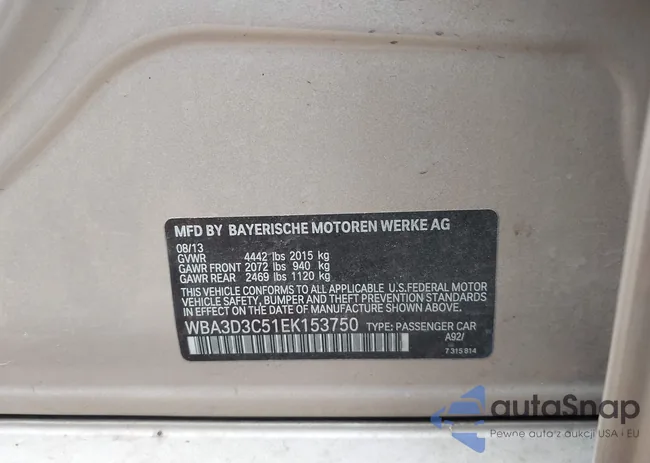 MFD BY BAYERISCHE MOTOREN WERKE AG
08/13
GVWR 4442 lbs 2015 kg
GAWR FRONT 2072 lbs 940 kg
GAWR REAR 2469 lbs 1120 kg
THIS VEHICLE CONFORMS TO ALL APPLICABLE U.S.FEDERAL MOTOR
VEHICLE SAFETY, BUMPER AND THEFT PREVENTION STANDARDS
IN EFFECT ON THE DATE OF MANUFACTURE SHOWN ABOVE.
WBA3D3C51EK153750 TYPE: PASSENGER CAR
A92/
7 315 814
autoSnap
Pewne auta z aukcji USA i EU